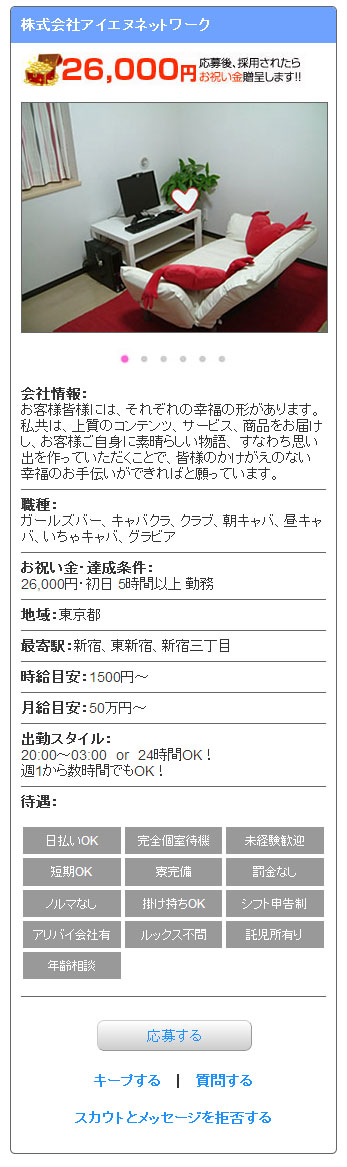 株式会社アイエヌネットワーク
26,000円 応募後、採用されたら
お祝い金贈呈します!!
会社情報：
お客様皆様には、それぞれの幸福の形があります。
私共は、上質のコンテンツ、サービス、商品をお届け
し、お客様ご自身に素晴らしい物語、すなわち思い
出を作っていただくことで、皆様のかけがえのない
幸福のお手伝いができればと願っています。
職種：
ガールズバー、キャバクラ、クラブ、朝キャバ、昼キャ
バ、いちゃキャバ、グラビア
お祝い金・達成条件：
26,000円・初日 5時間以上 勤務
地域：東京都
最寄駅：新宿、東新宿、新宿三丁目
時給目安：1500円～
月給目安：50万円～
出勤スタイル：
20:00～03:00 or 24時間OK！
週1から数時間でもOK！
待遇：
日払いOK 完全個室待機 未経験歓迎
短期OK 寮完備 罰金なし
ノルマなし 掛け持ちOK シフト申告制
アリバイ会社有 ルックス不問 託児所有り
年齢相談
応募する
キープする | 質問する
スカウトとメッセージを拒否する